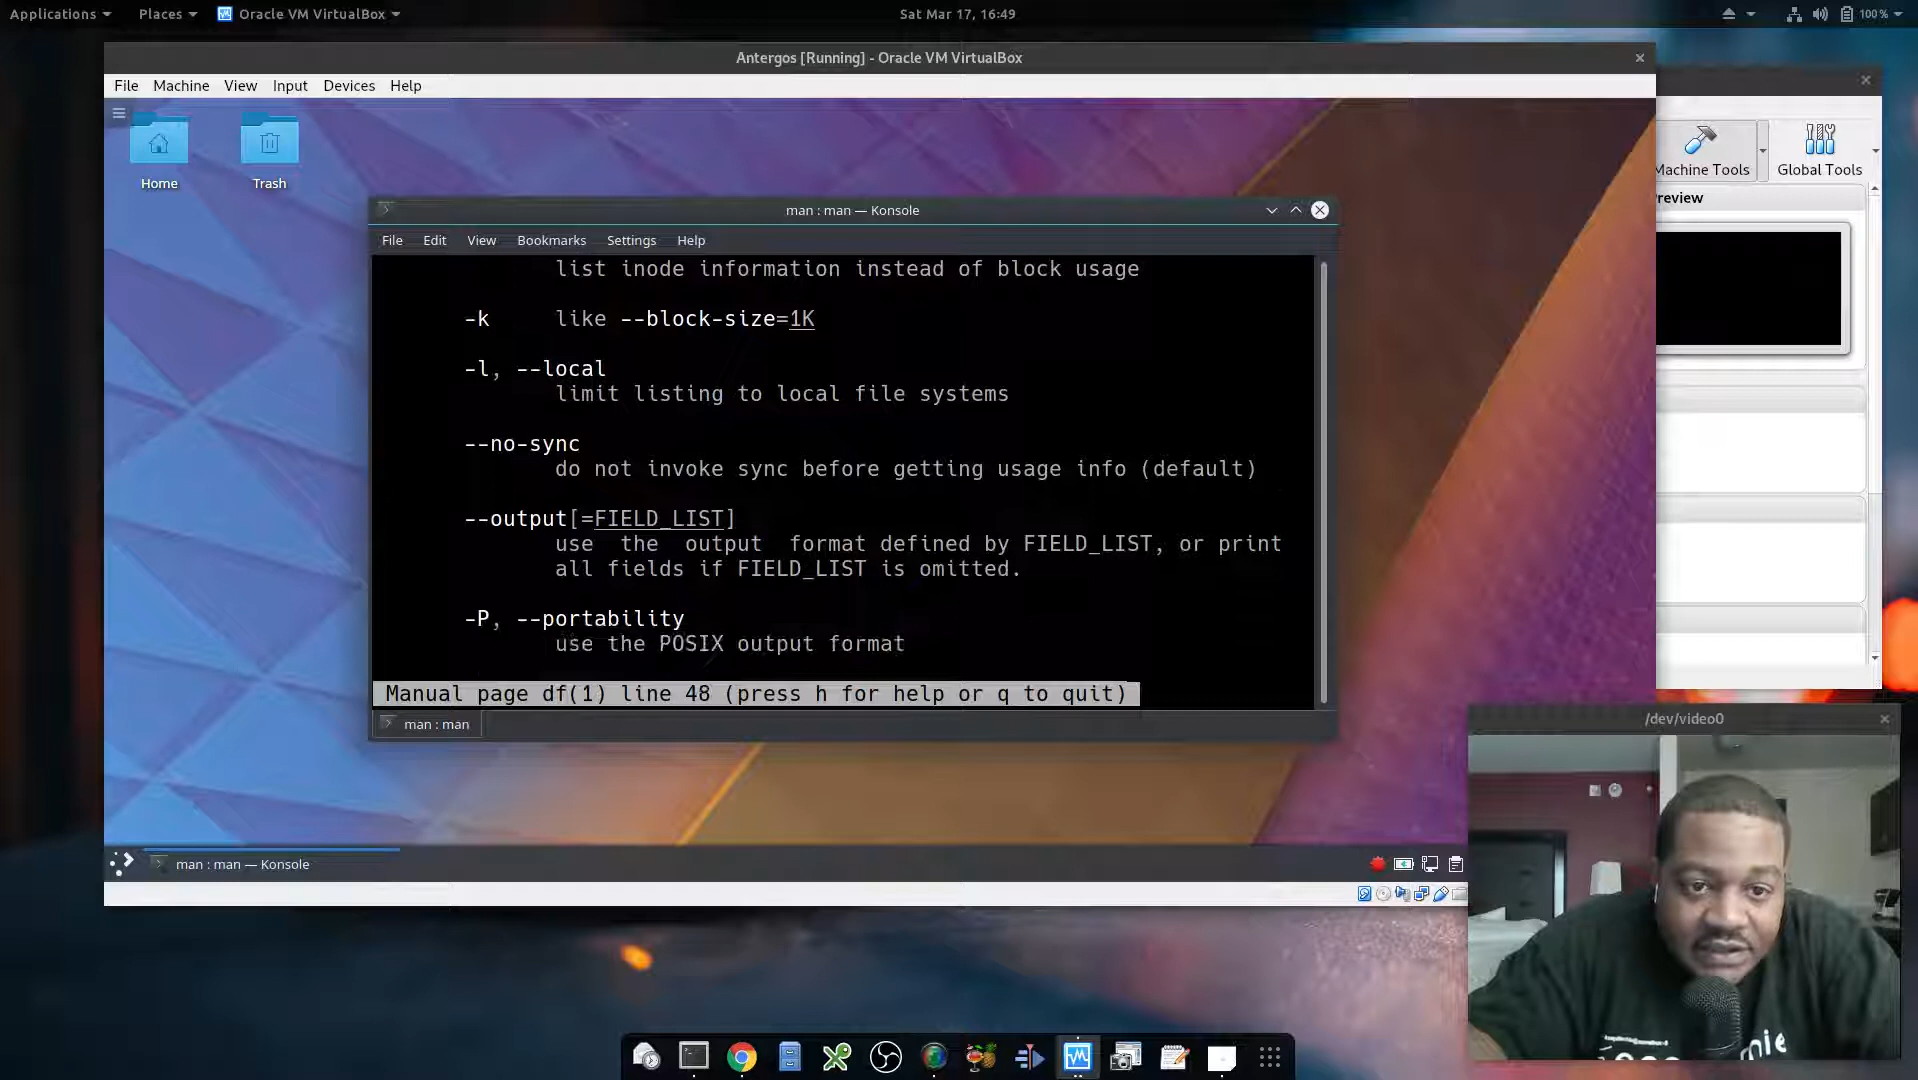 Applications
Places
Oracle VM VirtualBox
Sat Mar 17, 16:49
100 %
Antergos [Running] - Oracle VM VirtualBox
File Machine View Input Devices Help
Home
Trash
Machine Tools
Global Tools
Preview
man : man — Konsole
File Edit View Bookmarks Settings Help
list inode information instead of block usage
-k like --block-size=1K
-l, --local
limit listing to local file systems
--no-sync
do not invoke sync before getting usage info (default)
--output[=FIELD_LIST]
use the output format defined by FIELD_LIST, or print
all fields if FIELD_LIST is omitted.
-P, --portability
use the POSIX output format
Manual page df(1) line 48 (press h for help or q to quit)
man : man
man : man — Konsole
/dev/video0